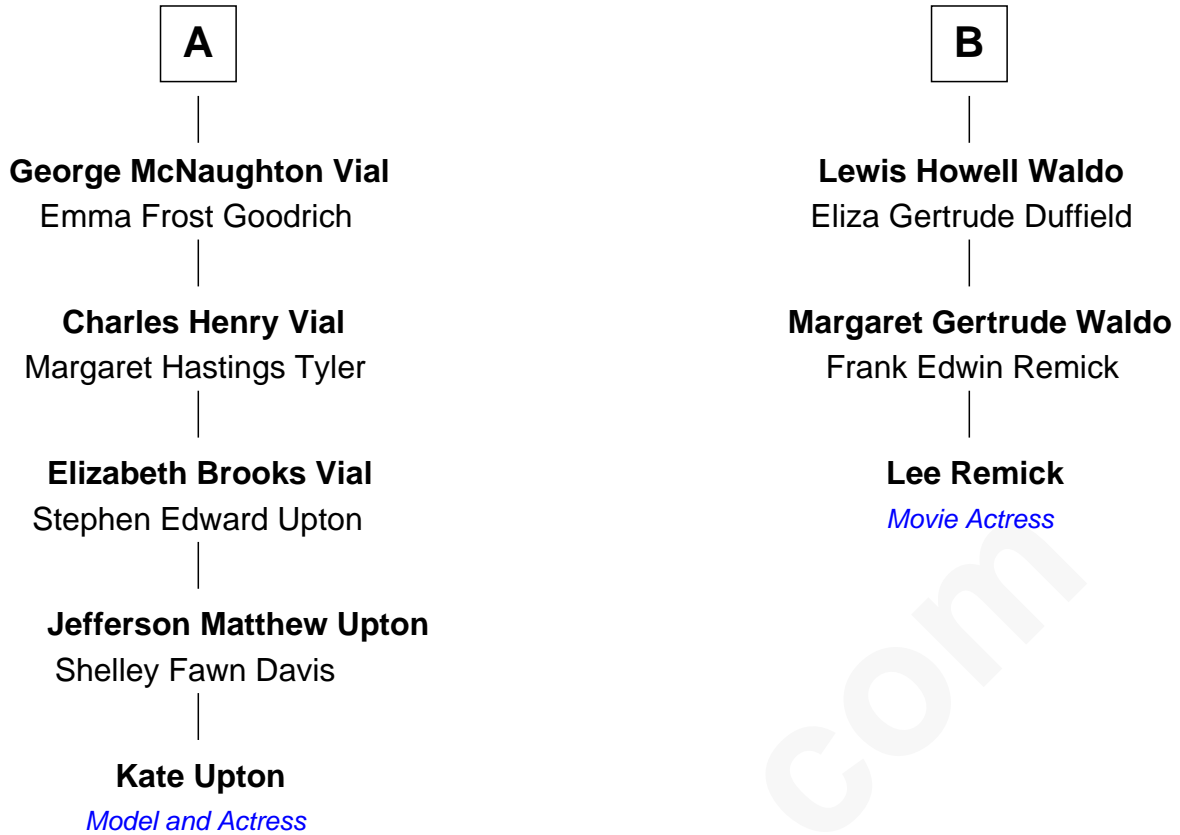 A
George McNaughton Vial
Emma Frost Goodrich
Charles Henry Vial
Margaret Hastings Tyler
Elizabeth Brooks Vial
Stephen Edward Upton
Jefferson Matthew Upton
Shelley Fawn Davis
Kate Upton
Model and Actress
B
Lewis Howell Waldo
Eliza Gertrude Duffield
Margaret Gertrude Waldo
Frank Edwin Remick
Lee Remick
Movie Actress
com